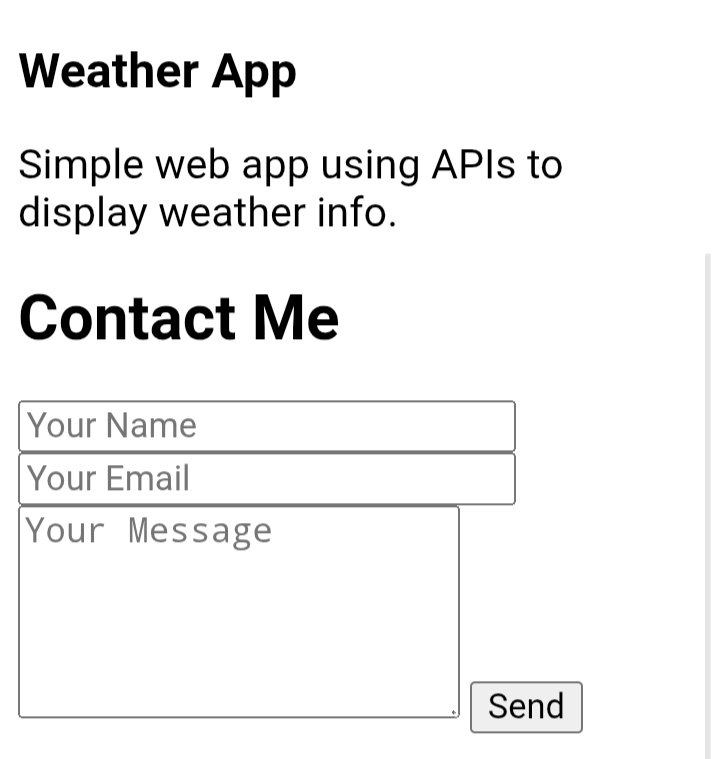 Weather App
Simple web app using APIs to
display weather info.
Contact Me
Your Name
Your Email
Your Message
Send